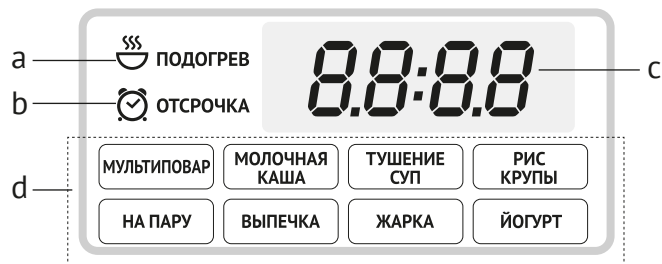 a ПОДОГРЕВ
b ОТСРОЧКА
8.8:8.8 c
d
МУЛЬТИПОВАР МОЛОЧНАЯ КАША ТУШЕНИЕ СУП РИС КРУПЫ
НА ПАРУ ВЫПЕЧКА ЖАРКА ЙОГУРТ